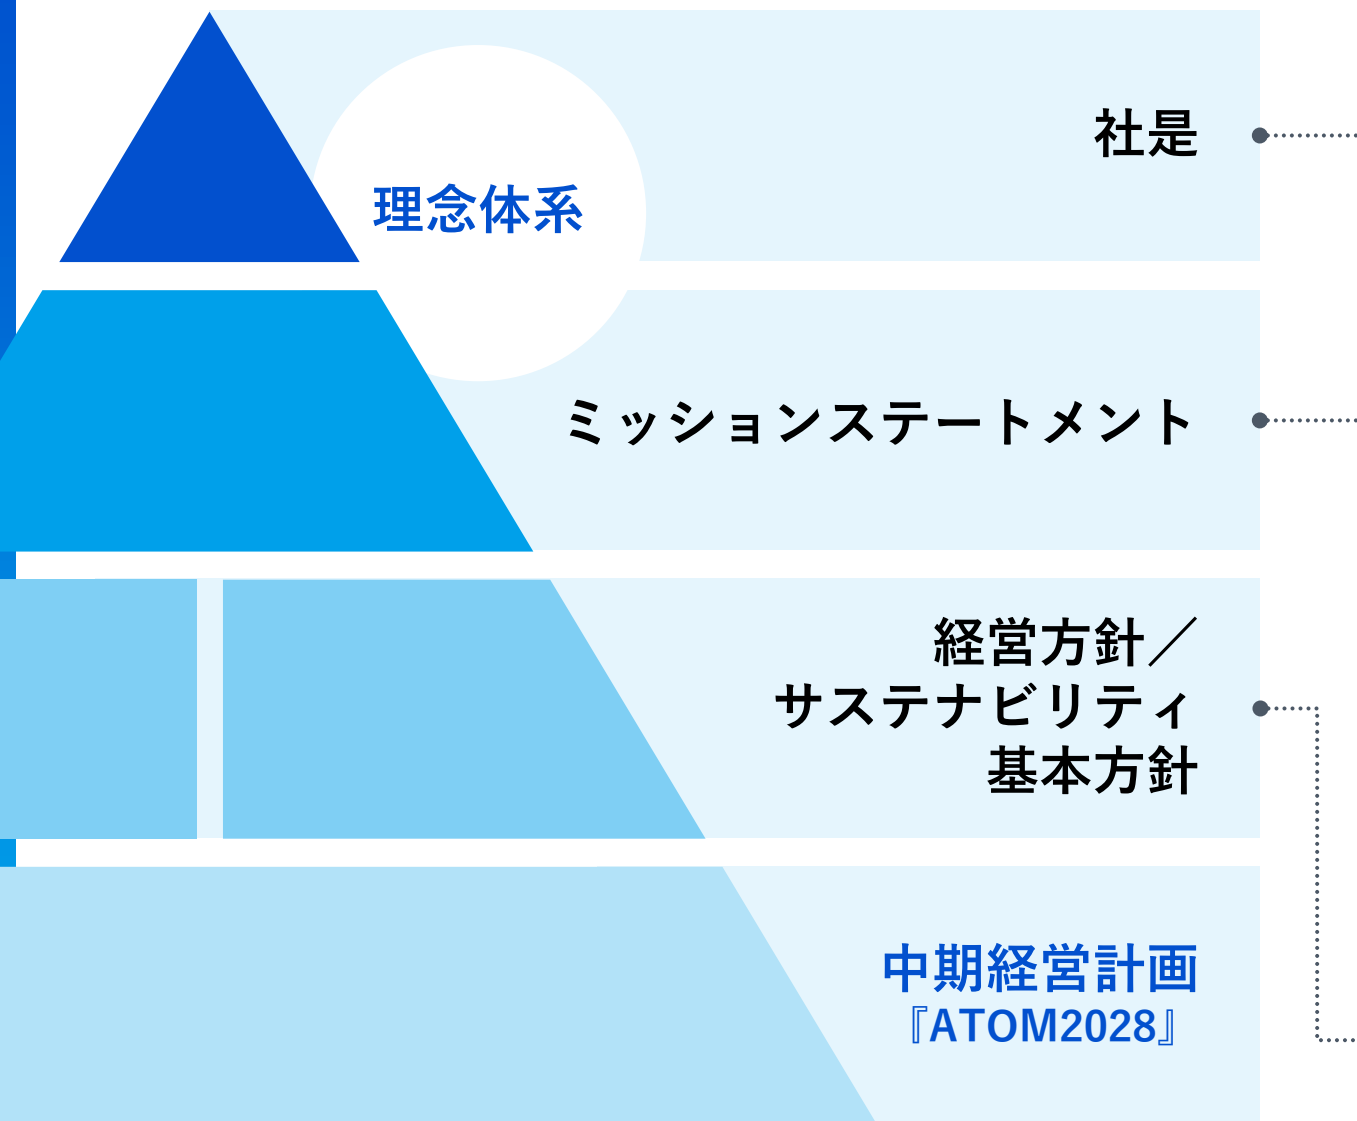 社是
理念体系
ミッションステートメント
経営方針／
サステナビリティ
基本方針
中期経営計画
『ATOM2028』